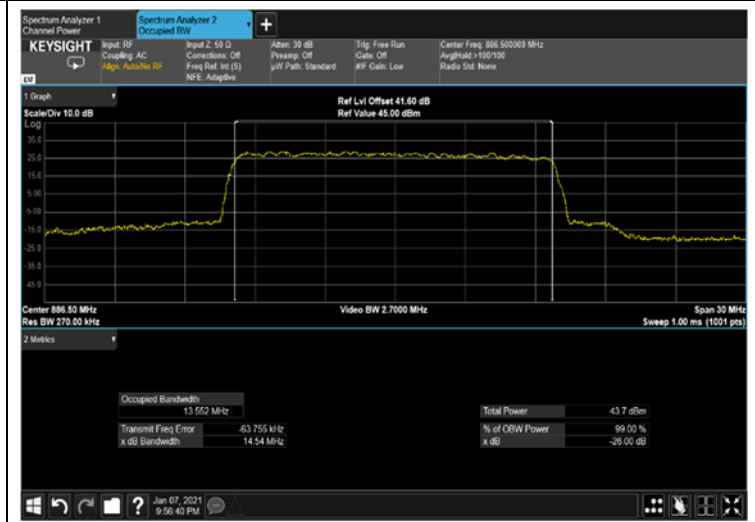 Spectrum Analyzer 1
Channel Power
Spectrum Analyzer 2
Occupied BW
+
KEYSIGHT
Input: RF
Coupling: AC
Align: Auto/No RF
Input Z: 50 Ω
Corrections: Off
Freq Ref: Int (S)
NFE: Adaptive
Atten: 30 dB
Preamp: Off
µW Path: Standard
Trig: Free Run
Gate: Off
#IF Gain: Low
Center Freq: 886.500000 MHz
Avg|Hold:>100/100
Radio Std: None
1 Graph
Scale/Div 10.0 dB
Ref Lvl Offset 41.60 dB
Ref Value 45.00 dBm
Log
35.0
25.0
15.0
5.00
-5.00
-15.0
-25.0
-35.0
-45.0
Center 886.50 MHz
Res BW 270.00 kHz
Video BW 2.7000 MHz
Span 30 MHz
Sweep 1.00 ms (1001 pts)
2 Metrics
Occupied Bandwidth
13.552 MHz
Transmit Freq Error -63.755 kHz
x dB Bandwidth 14.54 MHz
Total Power 43.7 dBm
% of OBW Power 99.00 %
x dB -26.00 dB
?
Jan 07, 2021
9:56:40 PM